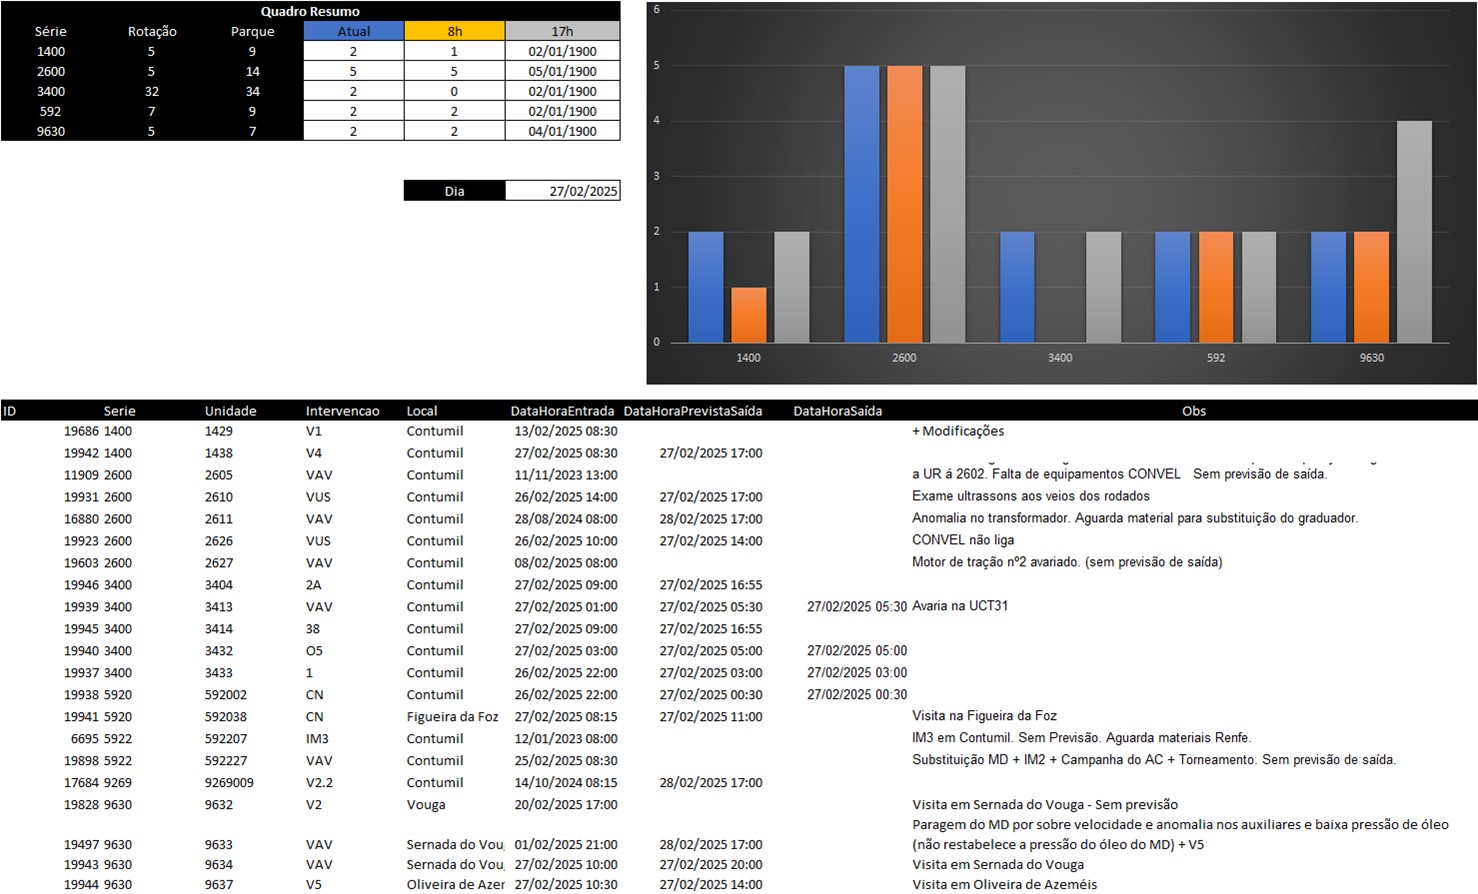 Quadro Resumo
Série Rotação Parque Atual 8h 17h
1400 5 9 2 1 02/01/1900
2600 5 14 5 5 05/01/1900
3400 32 34 2 0 02/01/1900
592 7 9 2 2 02/01/1900
9630 5 7 2 2 04/01/1900
Dia 27/02/2025
6
5
4
3
2
1
0
1400 2600 3400 592 9630
ID Serie Unidade Intervencao Local DataHoraEntrada DataHoraPrevistaSaída DataHoraSaída Obs
19686 1400 1429 V1 Contumil 13/02/2025 08:30 + Modificações
19942 1400 1438 V4 Contumil 27/02/2025 08:30 27/02/2025 17:00
11909 2600 2605 VAV Contumil 11/11/2023 13:00 a UR á 2602. Falta de equipamentos CONVEL Sem previsão de saída.
19931 2600 2610 VUS Contumil 26/02/2025 14:00 27/02/2025 17:00 Exame ultrassons aos veios dos rodados
16880 2600 2611 VAV Contumil 28/08/2024 08:00 28/02/2025 17:00 Anomalia no transformador. Aguarda material para substituição do graduador.
19923 2600 2626 VUS Contumil 26/02/2025 10:00 27/02/2025 14:00 CONVEL não liga
19603 2600 2627 VAV Contumil 08/02/2025 08:00 Motor de tração nº2 avariado. (sem previsão de saída)
19946 3400 3404 2A Contumil 27/02/2025 09:00 27/02/2025 16:55
19939 3400 3413 VAV Contumil 27/02/2025 01:00 27/02/2025 05:30 27/02/2025 05:30 Avaria na UCT31
19945 3400 3414 38 Contumil 27/02/2025 09:00 27/02/2025 16:55
19940 3400 3432 O5 Contumil 27/02/2025 03:00 27/02/2025 05:00 27/02/2025 05:00
19937 3400 3433 1 Contumil 26/02/2025 22:00 27/02/2025 03:00 27/02/2025 03:00
19938 5920 592002 CN Contumil 26/02/2025 22:00 27/02/2025 00:30 27/02/2025 00:30
19941 5920 592038 CN Figueira da Foz 27/02/2025 08:15 27/02/2025 11:00 Visita na Figueira da Foz
6695 5922 592207 IM3 Contumil 12/01/2023 08:00 IM3 em Contumil. Sem Previsão. Aguarda materiais Renfe.
19898 5922 592227 VAV Contumil 25/02/2025 08:30 Substituição MD + IM2 + Campanha do AC + Torneamento. Sem previsão de saída.
17684 9269 9269009 V2.2 Contumil 14/10/2024 08:15 28/02/2025 17:00
19828 9630 9632 V2 Vouga 20/02/2025 17:00 Visita em Sernada do Vouga - Sem previsão
Paragem do MD por sobre velocidade e anomalia nos auxiliares e baixa pressão de óleo
19497 9630 9633 VAV Sernada do Vou 01/02/2025 21:00 28/02/2025 17:00 (não restabelece a pressão do óleo do MD) + V5
19943 9630 9634 VAV Sernada do Vou 27/02/2025 10:00 27/02/2025 20:00 Visita em Sernada do Vouga
19944 9630 9637 V5 Oliveira de Azer 27/02/2025 10:30 27/02/2025 14:00 Visita em Oliveira de Azeméis